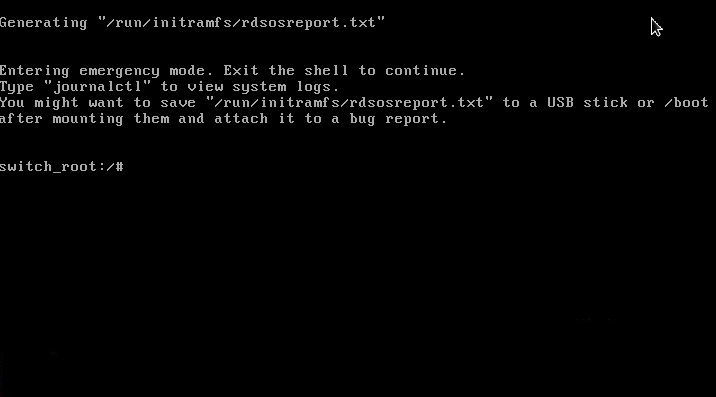 Generating "/run/initramfs/rdsosreport.txt"
Entering emergency mode. Exit the shell to continue.
Type "journalctl" to view system logs.
You might want to save "/run/initramfs/rdsosreport.txt" to a USB stick or /boot
after mounting them and attach it to a bug report.
switch_root:/#